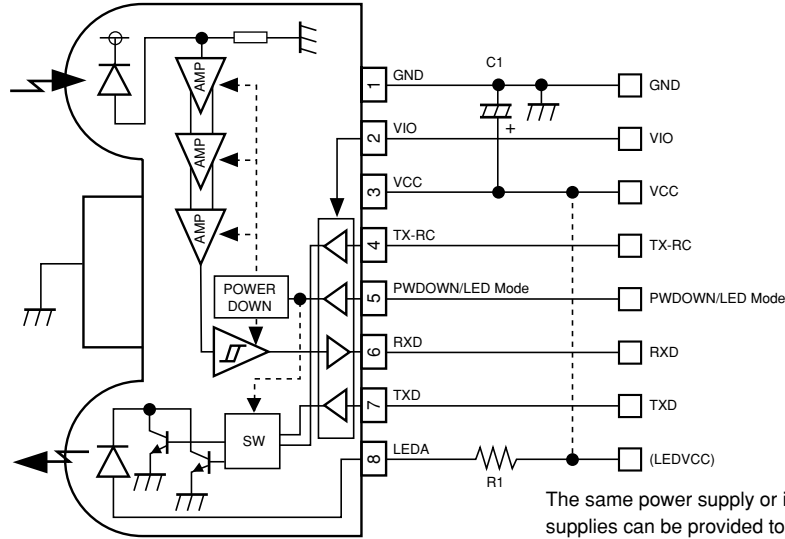 AMP
AMP
AMP
POWER
DOWN
SW
1
GND
C1
+
GND
2
VIO
VIO
3
VCC
VCC
4
TX-RC
TX-RC
5
PWDOWN/LED Mode
PWDOWN/LED Mode
6
RXD
RXD
7
TXD
TXD
8
LEDA
R1
(LEDVCC)
The same power supply or
supplies can be provided to